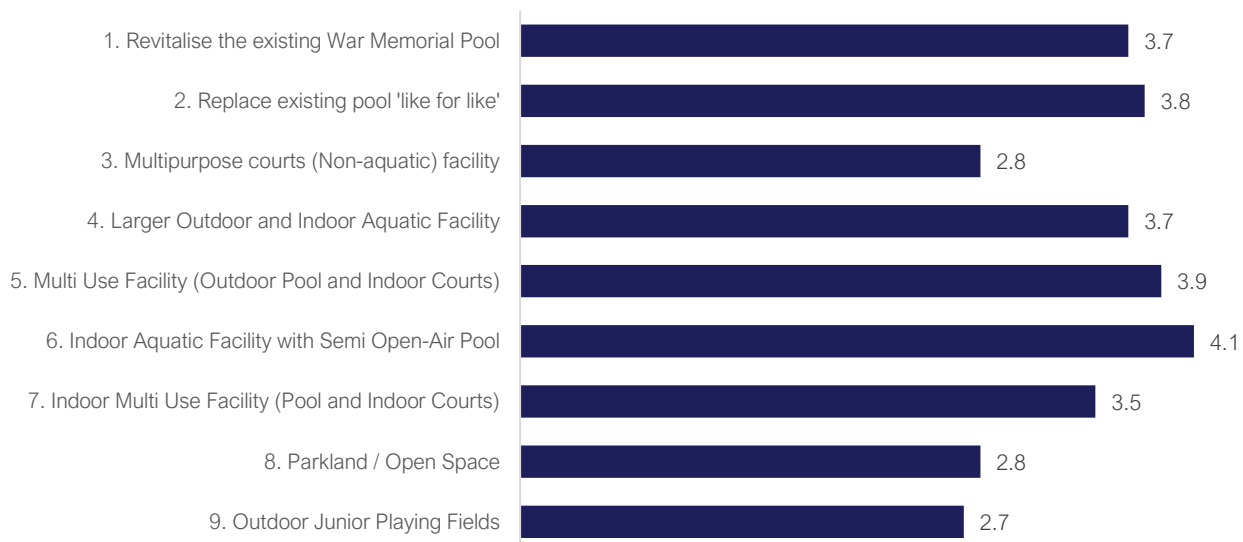 1. Revitalise the existing War Memorial Pool 3.7
2. Replace existing pool 'like for like' 3.8
3. Multipurpose courts (Non-aquatic) facility 2.8
4. Larger Outdoor and Indoor Aquatic Facility 3.7
5. Multi Use Facility (Outdoor Pool and Indoor Courts) 3.9
6. Indoor Aquatic Facility with Semi Open-Air Pool 4.1
7. Indoor Multi Use Facility (Pool and Indoor Courts) 3.5
8. Parkland / Open Space 2.8
9. Outdoor Junior Playing Fields 2.7